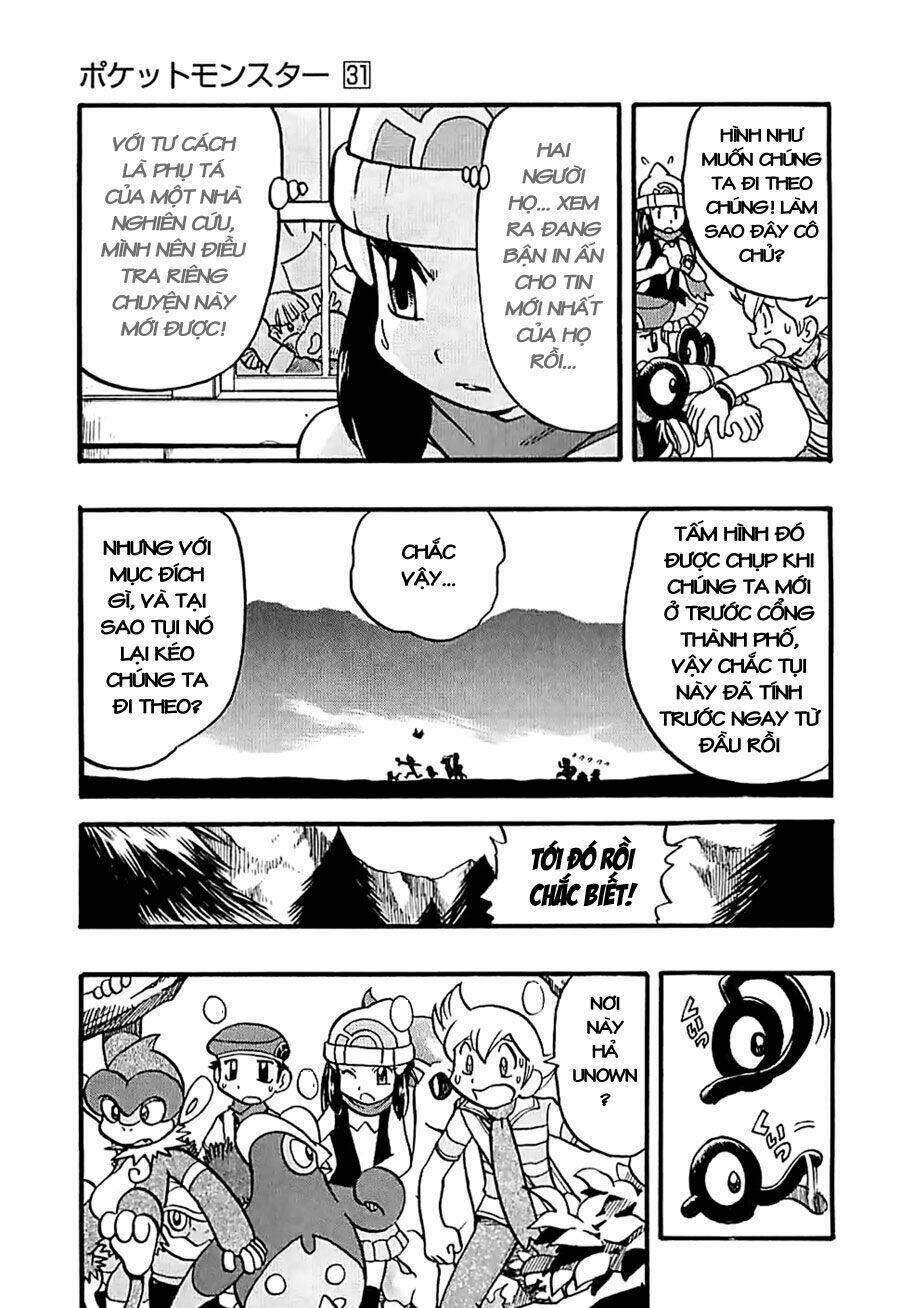 ポケットモンスター 31
HÌNH NHƯ
MUỐN CHÚNG
TA ĐI THEO
CHÚNG! LÀM
SAO ĐÂY CÔ
CHỦ?
HAI
NGƯỜI
HỌ... XEM
RA ĐANG
BẬN IN ẤN
CHO TIN
MỚI NHẤT
CỦA HỌ
RỒI...
VỚI TƯ CÁCH
LÀ PHỤ TÁ
CỦA MỘT NHÀ
NGHIÊN CỨU,
MÌNH NÊN ĐIỀU
TRA RIÊNG
CHUYỆN NÀY
MỚI ĐƯỢC!
TẤM HÌNH ĐÓ
ĐƯỢC CHỤP KHI
CHÚNG TA MỚI
Ở TRƯỚC CỔNG
THÀNH PHỐ,
VẬY CHẮC TỤI
NÀY ĐÃ TÍNH
TRƯỚC NGAY TỪ
ĐẦU RỒI
CHẮC
VẬY...
NHƯNG VỚI
MỤC ĐÍCH
GÌ, VÀ TẠI
SAO TỤI NÓ
LẠI KÉO
CHÚNG TA
ĐI THEO?
TỚI ĐÓ RỒI
CHẮC BIẾT!
NƠI
NÀY
HẢ
UNOWN
?